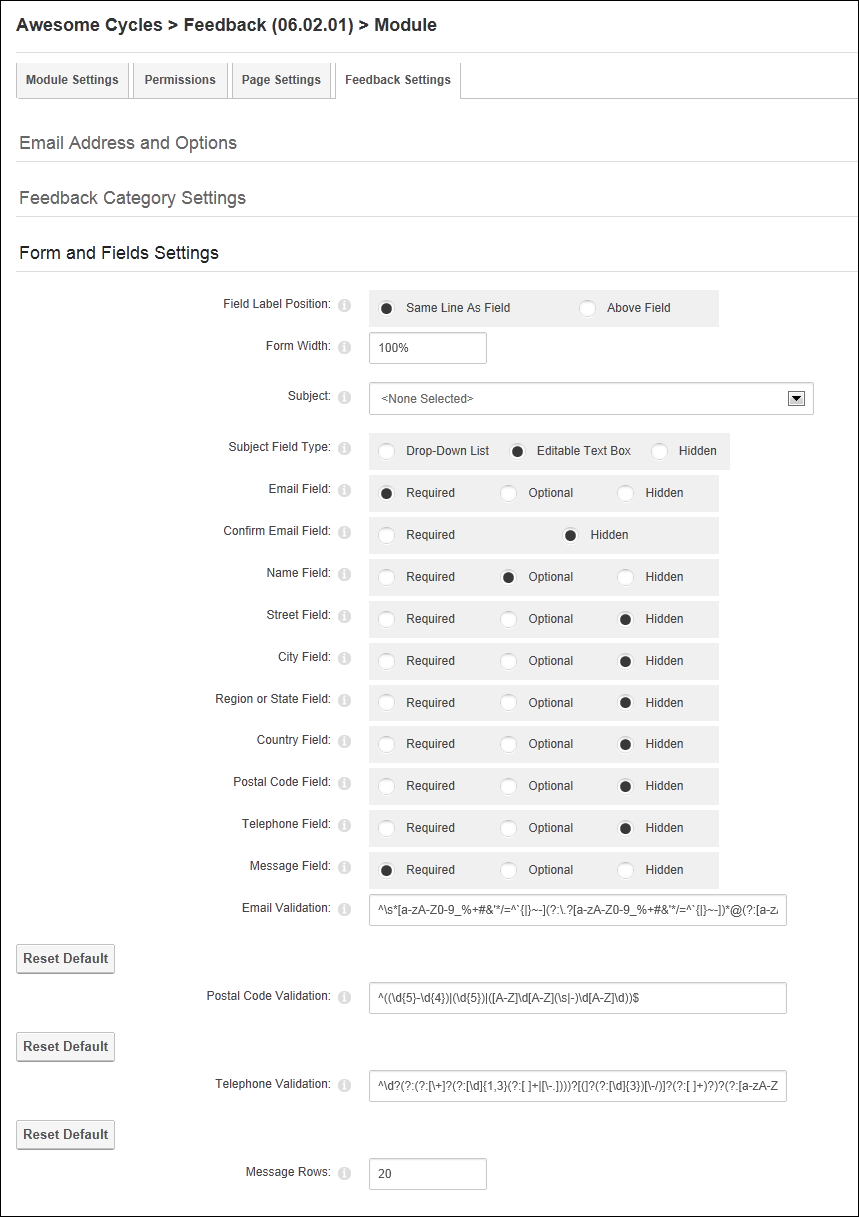 Awesome Cycles > Feedback (06.02.01) > Module
Module Settings Permissions Page Settings Feedback Settings
Email Address and Options
Feedback Category Settings
Form and Fields Settings
Field Label Position: Same Line As Field Above Field
Form Width: 100%
Subject: <None Selected>
Subject Field Type: Drop-Down List Editable Text Box Hidden
Email Field: Required Optional Hidden
Confirm Email Field: Required Hidden
Name Field: Required Optional Hidden
Street Field: Required Optional Hidden
City Field: Required Optional Hidden
Region or State Field: Required Optional Hidden
Country Field: Required Optional Hidden
Postal Code Field: Required Optional Hidden
Telephone Field: Required Optional Hidden
Message Field: Required Optional Hidden
Email Validation: ^\s*[a-zA-Z0-9_%+#&'*/=^`{|}~-](?:\.?[a-zA-Z0-9_%+#&'*/=^`{|}~-])*@(?:[a-z
Reset Default
Postal Code Validation: ^((\d{5}-\d{4})|(\d{5})|([A-Z]\d[A-Z](\s|-)\d[A-Z]\d))$
Reset Default
Telephone Validation: ^\d?(?:(?:[\+]?(?:[\d]{1,3}(?:[ ]+|[\-.])))?[(]?(?:[\d]{3})[\-/)]?(?:[ ]+)?)?(?:[a-zA-Z
Reset Default
Message Rows: 20